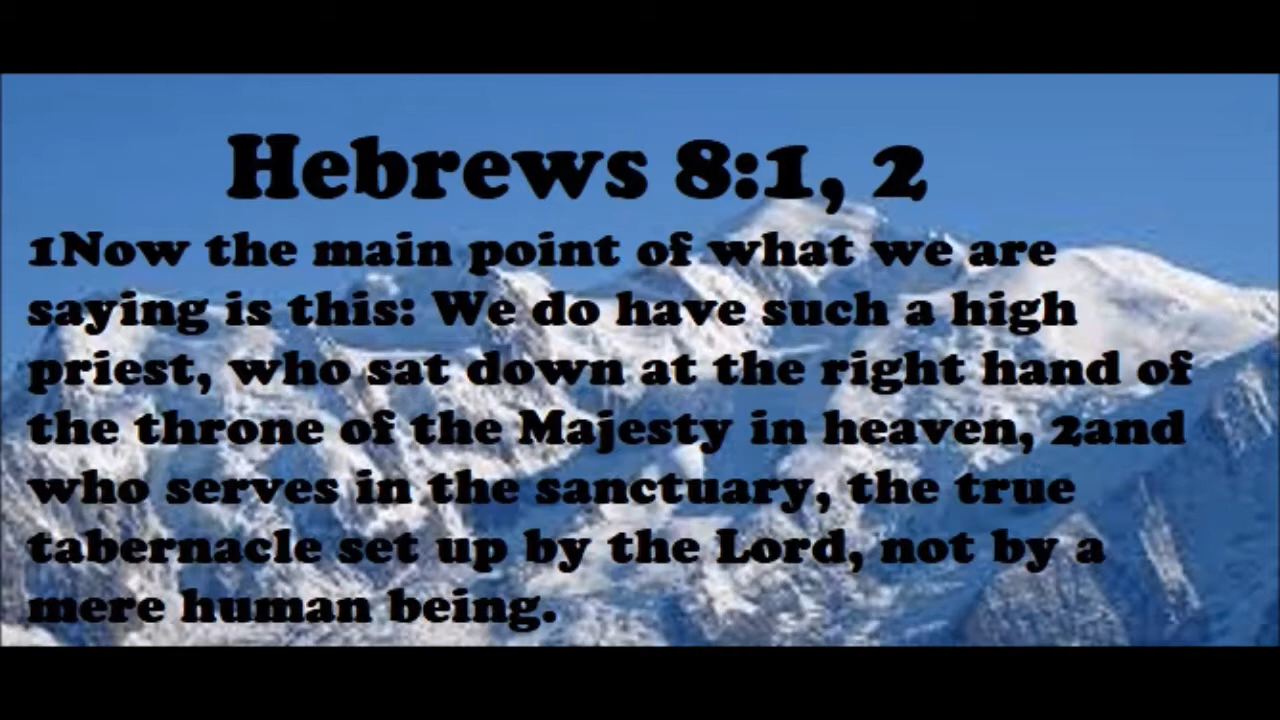 Hebrews 8:1, 2
1Now the main point of what we are
saying is this: We do have such a high
priest, who sat down at the right hand of
the throne of the Majesty in heaven, 2and
who serves in the sanctuary, the true
tabernacle set up by the Lord, not by a
mere human being.